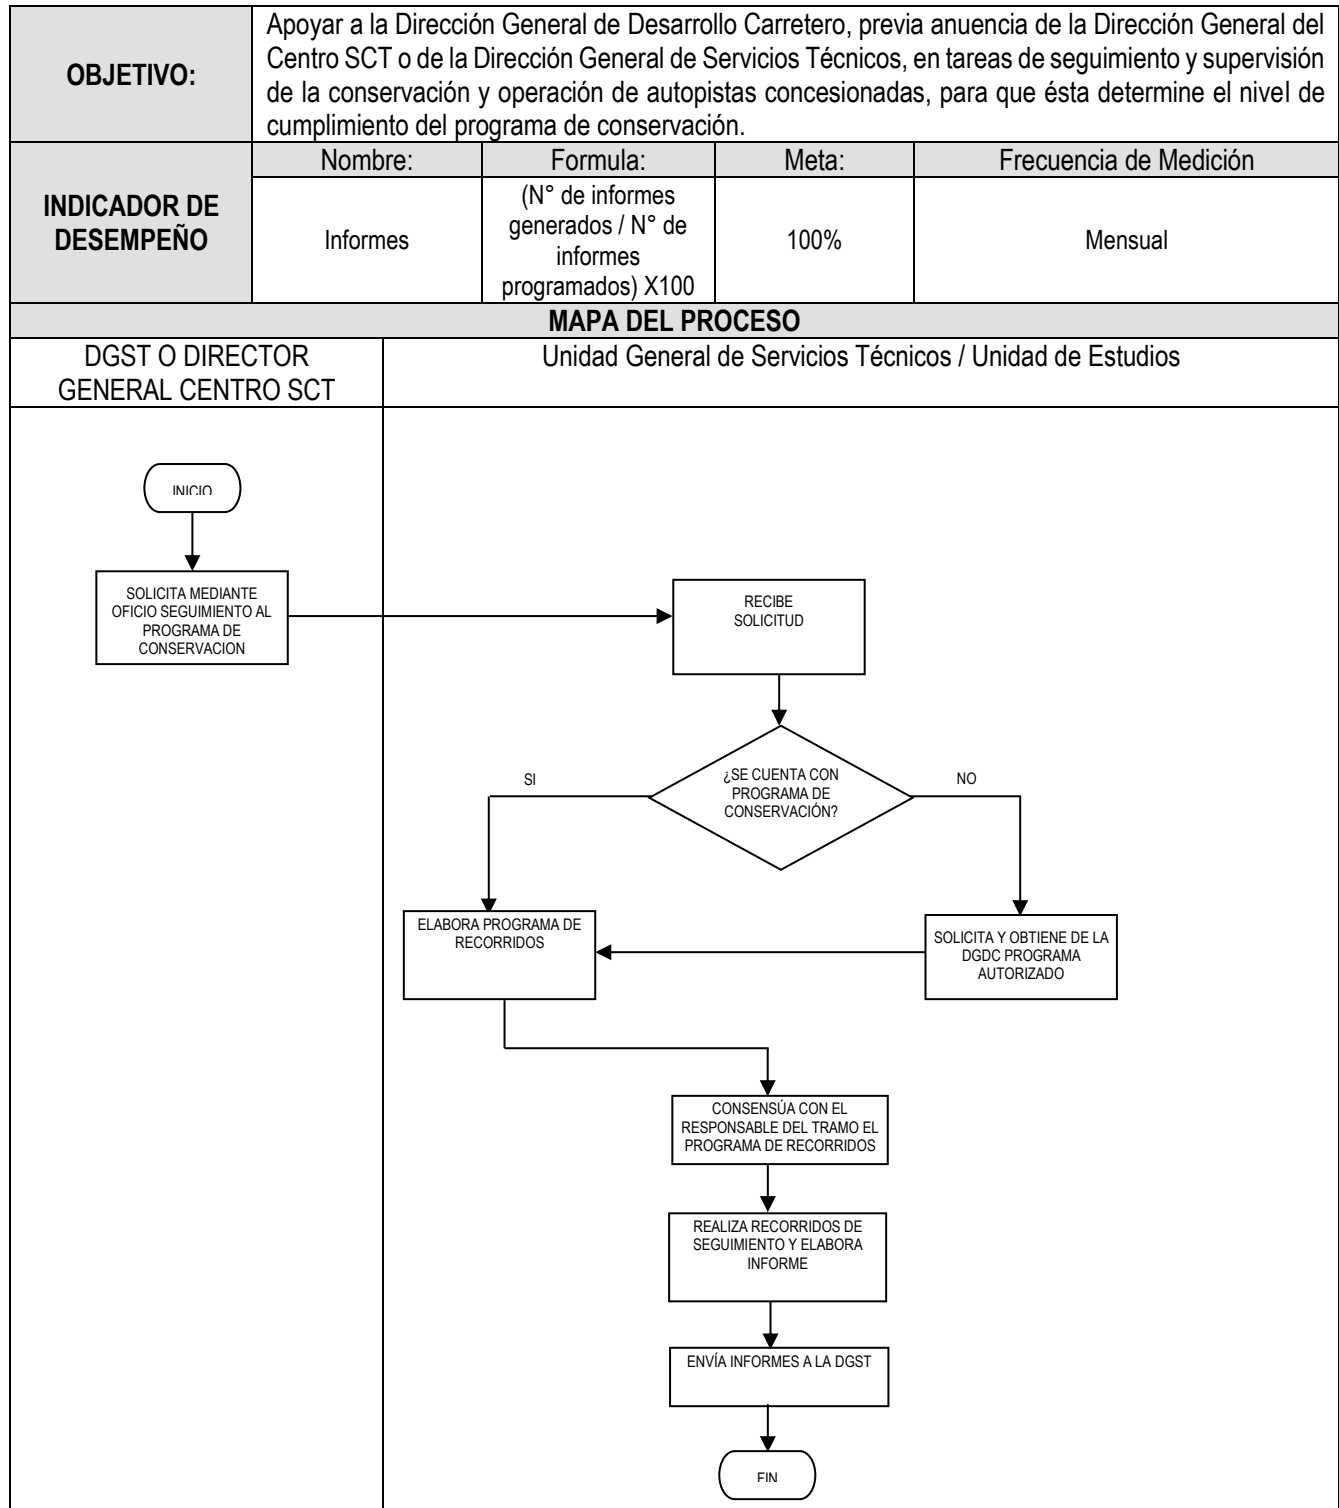 OBJETIVO:
Apoyar a la Dirección General de Desarrollo Carretero, previa anuencia de la Dirección General del
Centro SCT o de la Dirección General de Servicios Técnicos, en tareas de seguimiento y supervisión
de la conservación y operación de autopistas concesionadas, para que ésta determine el nivel de
cumplimiento del programa de conservación.
INDICADOR DE
DESEMPEÑO
Nombre:
Formula:
Meta:
Frecuencia de Medición
Informes
(N° de informes
generados / N° de
informes
programados) X100
100%
Mensual
MAPA DEL PROCESO
DGST O DIRECTOR
GENERAL CENTRO SCT
Unidad General de Servicios Técnicos / Unidad de Estudios
INICIO
SOLICITA MEDIANTE
OFICIO SEGUIMIENTO AL
PROGRAMA DE
CONSERVACION
RECIBE
SOLICITUD
¿SE CUENTA CON
PROGRAMA DE
CONSERVACIÓN?
SI
NO
ELABORA PROGRAMA DE
RECORRIDOS
SOLICITA Y OBTIENE DE LA
DGDC PROGRAMA
AUTORIZADO
CONSENSÚA CON EL
RESPONSABLE DEL TRAMO EL
PROGRAMA DE RECORRIDOS
REALIZA RECORRIDOS DE
SEGUIMIENTO Y ELABORA
INFORME
ENVÍA INFORMES A LA DGST
FIN